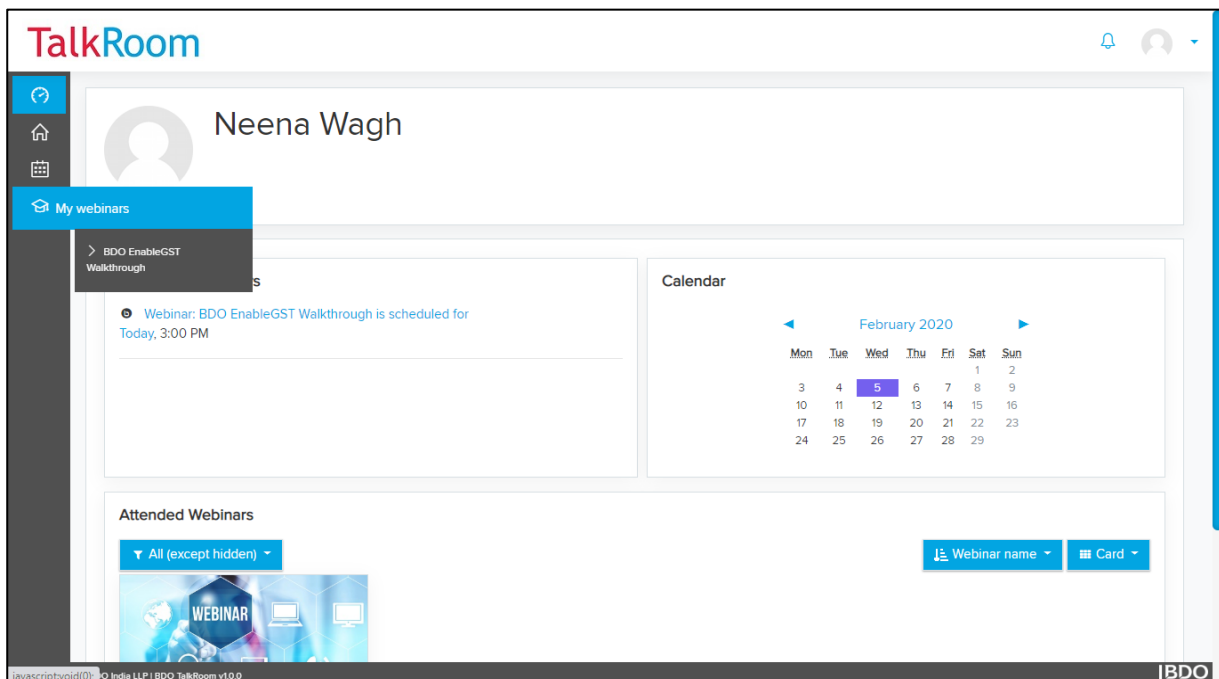 TalkRoom
Neena Wagh
My webinars
BDO EnableGST
Walkthrough
s
Webinar: BDO EnableGST Walkthrough is scheduled for
Today, 3:00 PM
Calendar
◄ February 2020 ►
Mon Tue Wed Thu Fri Sat Sun
1 2
3 4 5 6 7 8 9
10 11 12 13 14 15 16
17 18 19 20 21 22 23
24 25 26 27 28 29
Attended Webinars
All (except hidden)
Webinar name
Card
WEBINAR
javascript:void(0); O India LLP | BDO TalkRoom v1.0.0
BDO